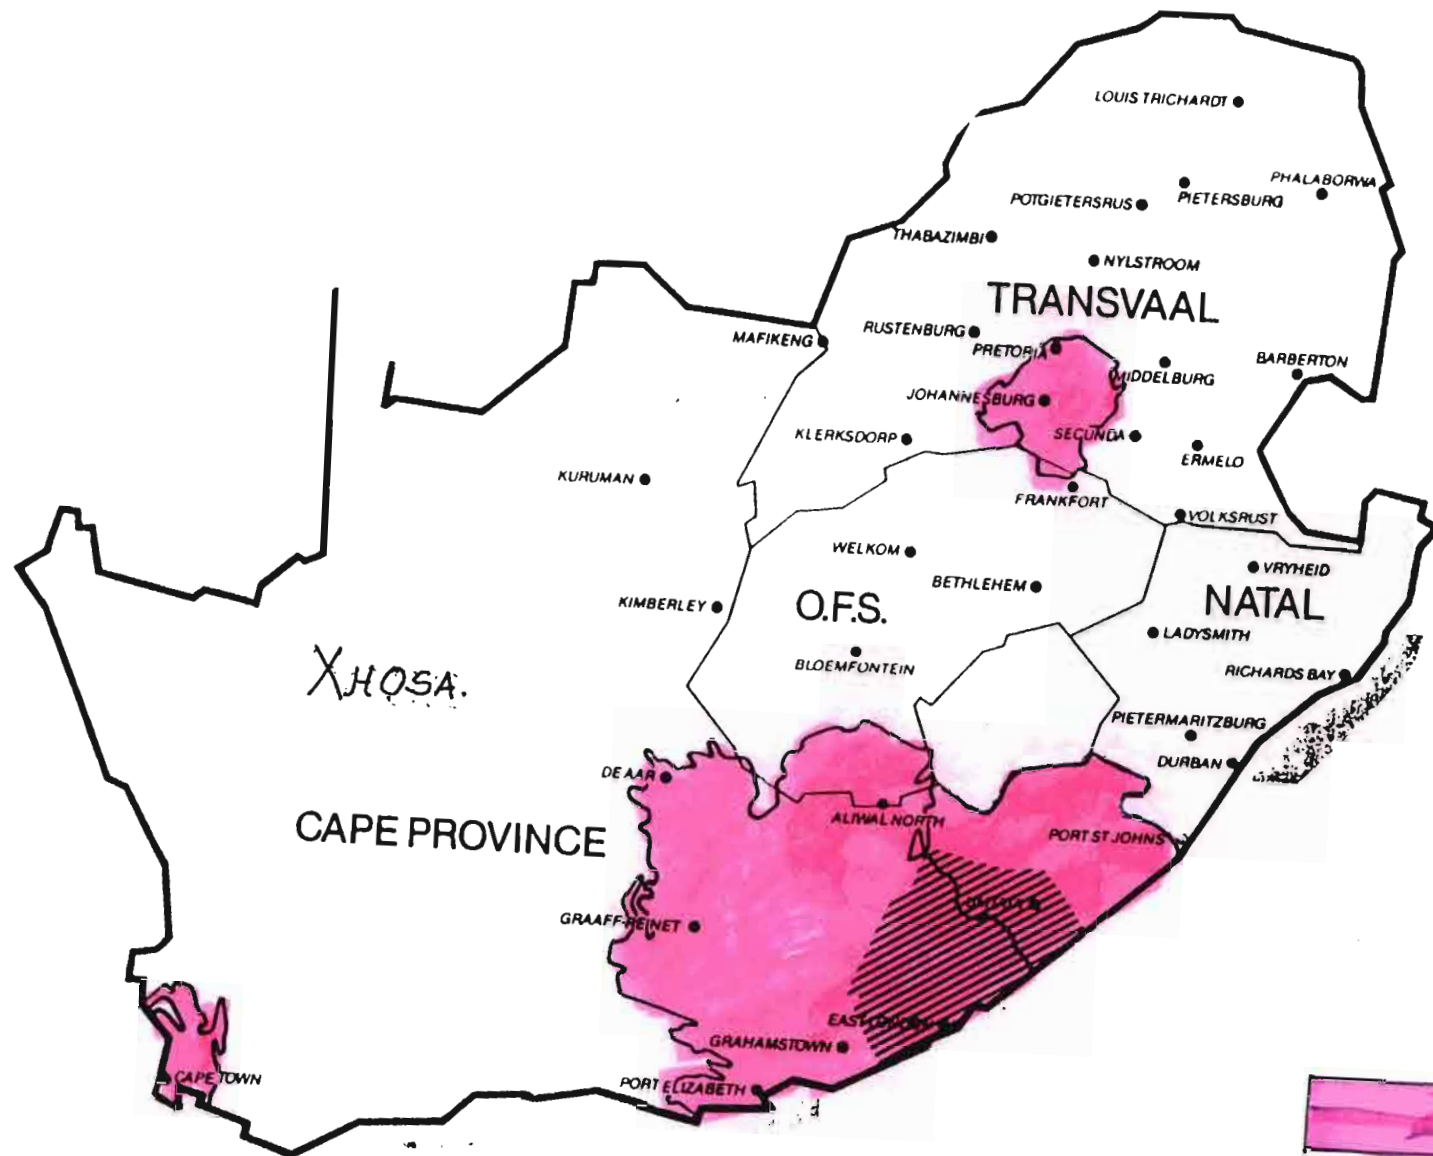 LOUIS TRICHARDT
PHALABORWA
PIETERSBURG
POTGIETERSRUS
THABAZIMBI
NYLSTROOM
TRANSVAAL
RUSTENBURG
MAFIKENG
PRETORIA
MIDDELBURG
BARBERTON
JOHANNESBURG
KLERKSDORP
SECUNDA
ERMELO
KURUMAN
FRANKFORT
VOLKSRUST
WELKOM
VRYHEID
BETHLEHEM
KIMBERLEY
O.F.S.
NATAL
LADYSMITH
BLOEMFONTEIN
RICHARDS BAY
XHOSA.
PIETERMARITZBURG
DURBAN
DE AAR
ALIWAL NORTH
CAPE PROVINCE
PORT ST JOHNS
GRAAFF-REINET
EAST LONDON
GRAHAMSTOWN
CAPE TOWN
PORT ELIZABETH